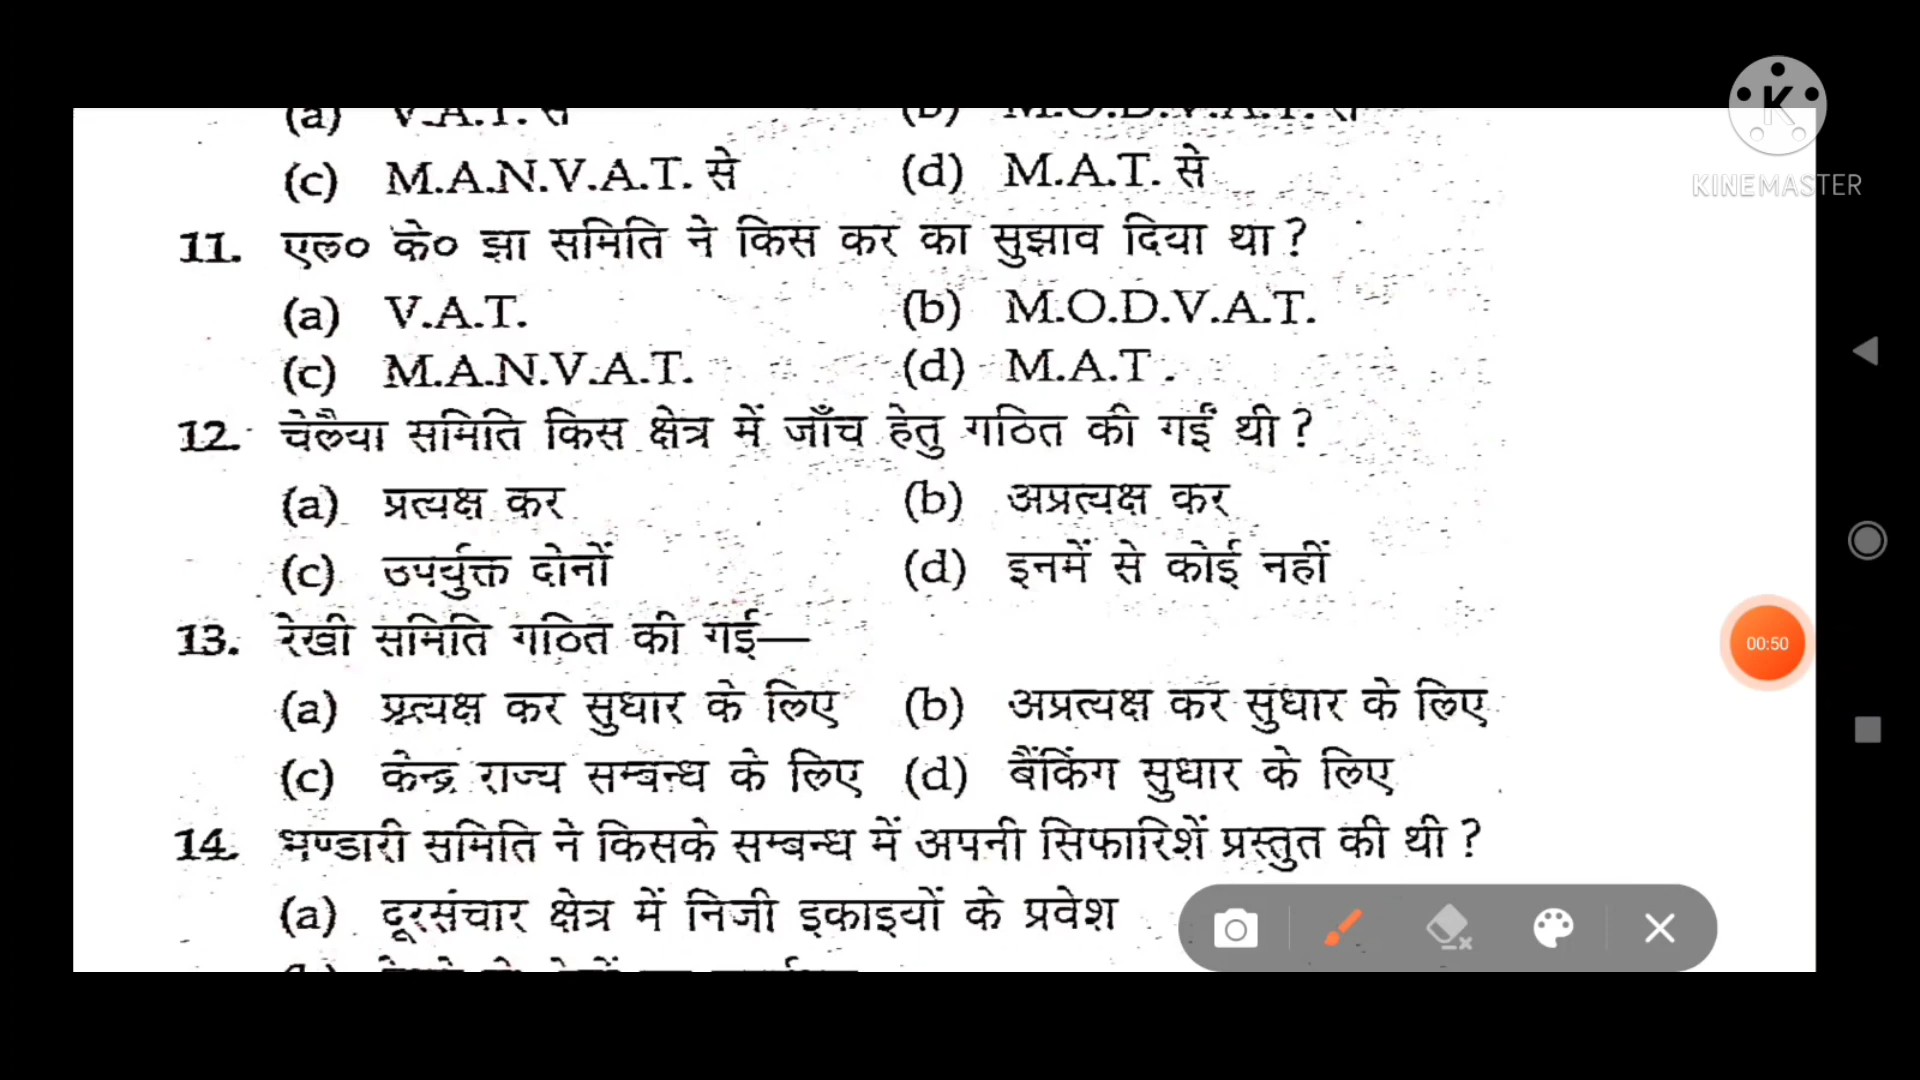 (a) V.A.T. से (b) M.O.D.V.A.T. से
(c) M.A.N.V.A.T. से (d) M.A.T. से
KINEMASTER
11. एल० के० झा समिति ने किस कर का सुझाव दिया था ?
(a) V.A.T. (b) M.O.D.V.A.T.
(c) M.A.N.V.A.T. (d) M.A.T.
12. चेलैया समिति किस क्षेत्र में जाँच हेतु गठित की गई थी ?
(a) प्रत्यक्ष कर (b) अप्रत्यक्ष कर
(c) उपर्युक्त दोनों (d) इनमें से कोई नहीं
13. रेखी समिति गठित की गई—
00:50
(a) प्रत्यक्ष कर सुधार के लिए (b) अप्रत्यक्ष कर सुधार के लिए
(c) केन्द्र राज्य सम्बन्ध के लिए (d) बैंकिंग सुधार के लिए
14. भण्डारी समिति ने किसके सम्बन्ध में अपनी सिफारिशें प्रस्तुत की थी ?
(a) दूरसंचार क्षेत्र में निजी इकाइयों के प्रवेश